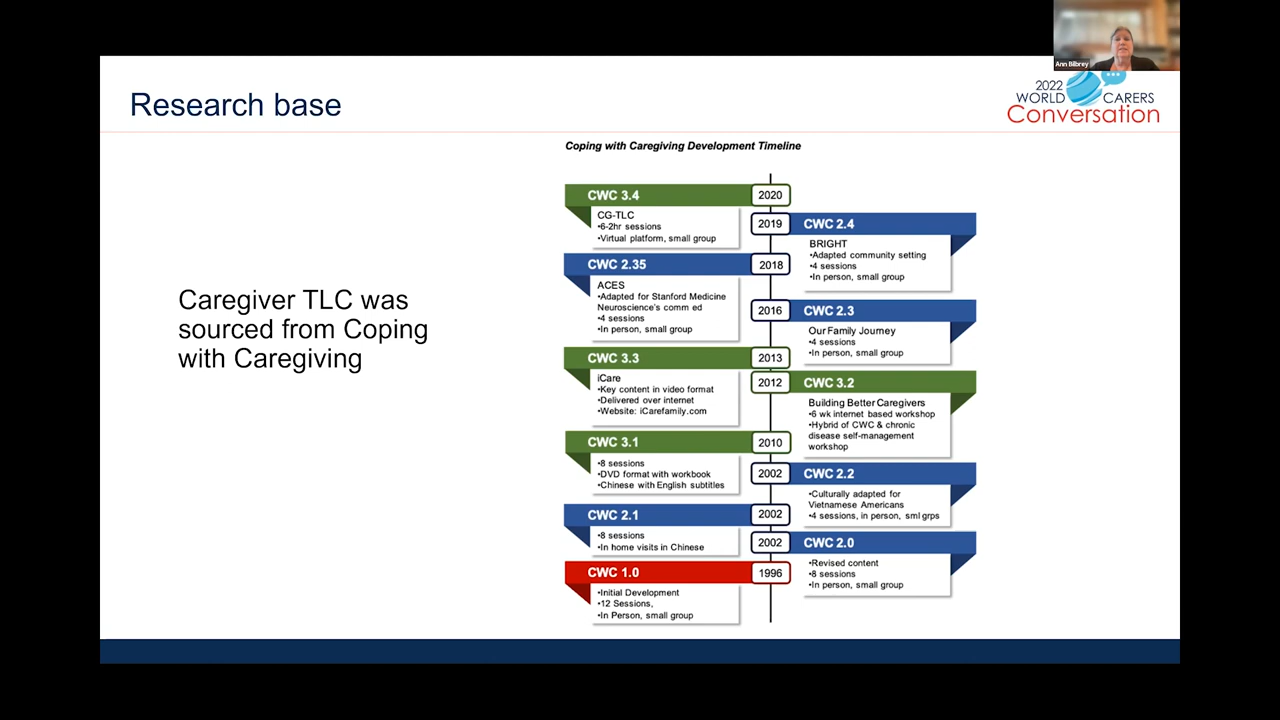 Ann Bilbrey
Research base
2022
WORLD CARERS
Conversation
Coping with Caregiving Development Timeline
Caregiver TLC was
sourced from Coping
with Caregiving
CWC 3.4
2020
CG-TLC
•6-2hr sessions
•Virtual platform, small group
2019
CWC 2.4
BRIGHT
•Adapted community setting
•4 sessions
•In person, small group
CWC 2.35
2018
ACES
•Adapted for Stanford Medicine
Neuroscience's comm ed
•4 sessions
•In person, small group
2016
CWC 2.3
Our Family Journey
•4 sessions
•In person, small group
CWC 3.3
2013
iCare
•Key content in video format
•Delivered over internet
•Website: iCarefamily.com
2012
CWC 3.2
Building Better Caregivers
•6 wk internet based workshop
•Hybrid of CWC & chronic
disease self-management
workshop
CWC 3.1
2010
•8 sessions
•DVD format with workbook
•Chinese with English subtitles
2002
CWC 2.2
•Culturally adapted for
Vietnamese Americans
•4 sessions, in person, sml grps
CWC 2.1
2002
•8 sessions
•In home visits in Chinese
2002
CWC 2.0
•Revised content
•8 sessions
•In person, small group
CWC 1.0
1996
•Initial Development
•12 Sessions,
•In Person, small group